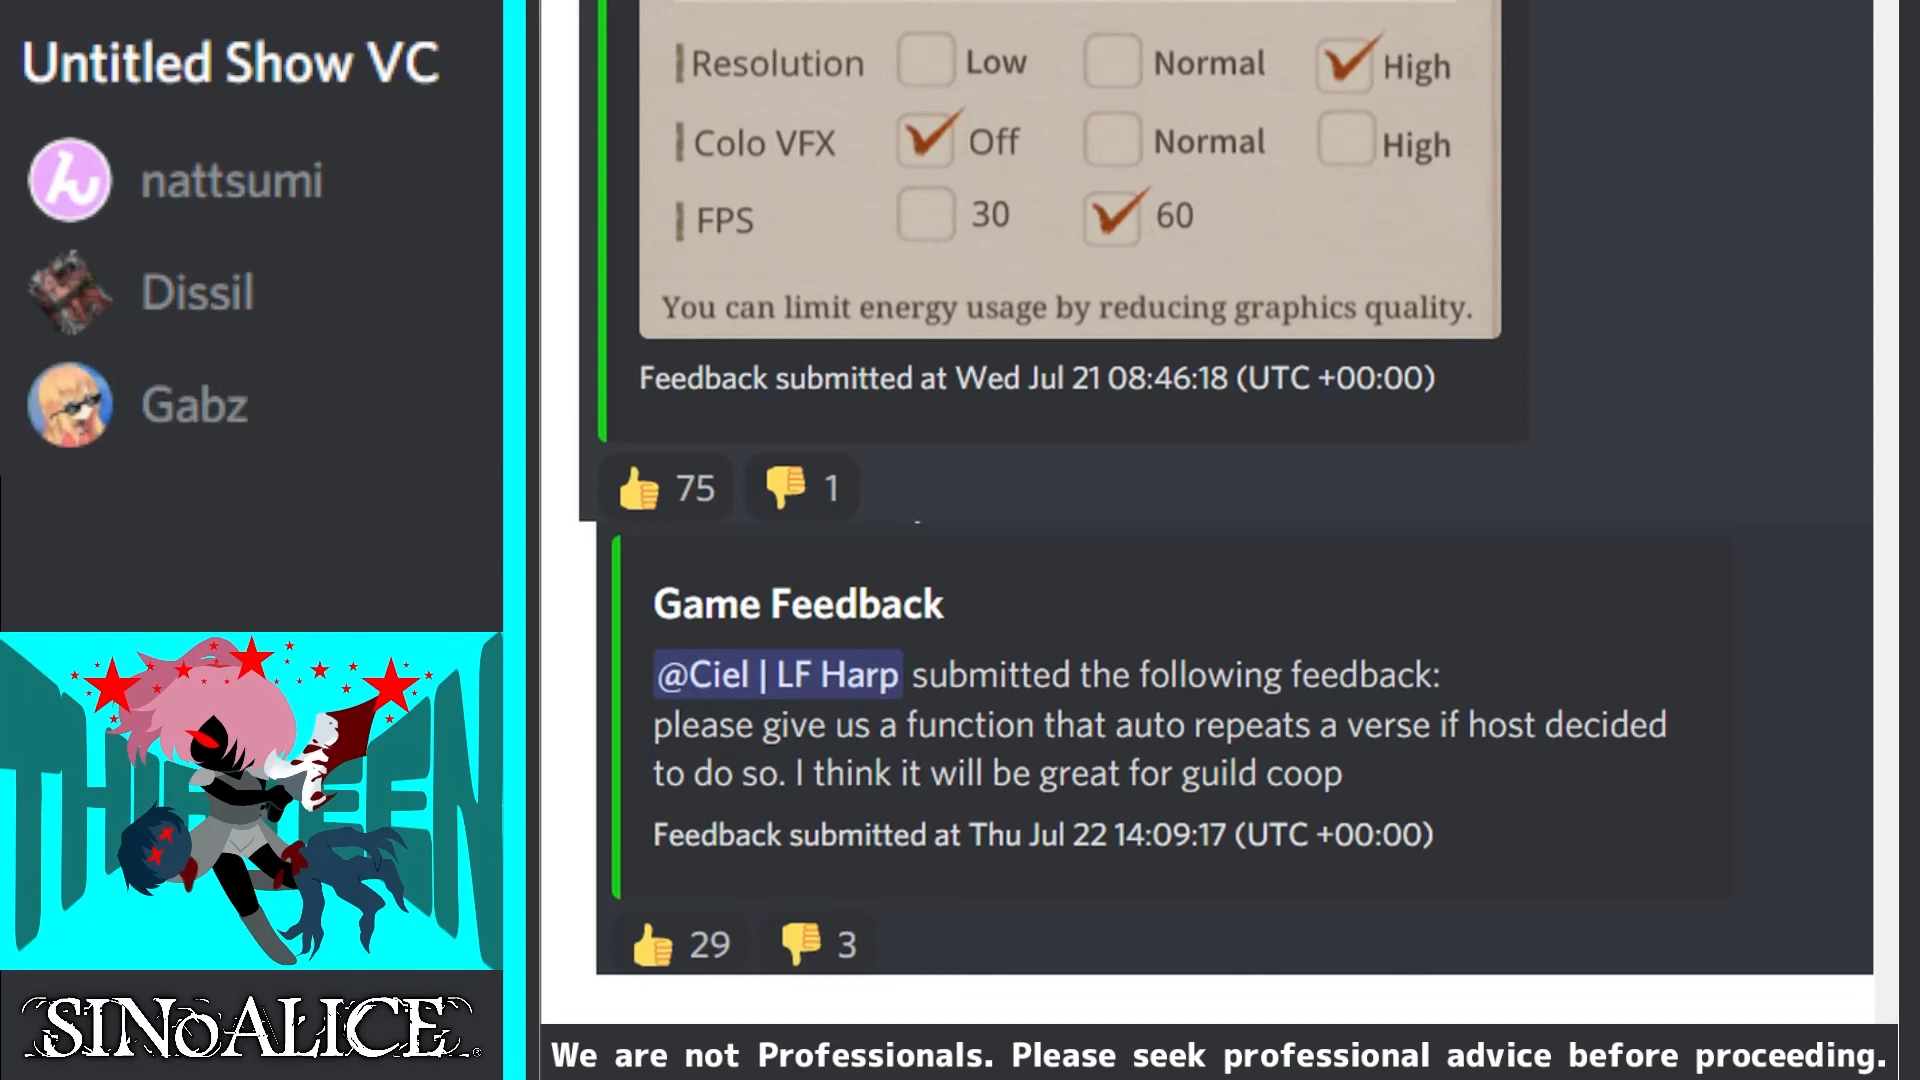 Untitled Show VC
nattsumi
Dissil
Gabz
THIRTEEN
SINoALICE
Resolution Low Normal High
Colo VFX Off Normal High
FPS 30 60
You can limit energy usage by reducing graphics quality.
Feedback submitted at Wed Jul 21 08:46:18 (UTC +00:00)
75 1
Game Feedback
@Ciel | LF Harp submitted the following feedback:
please give us a function that auto repeats a verse if host decided
to do so. I think it will be great for guild coop
Feedback submitted at Thu Jul 22 14:09:17 (UTC +00:00)
29 3
We are not Professionals. Please seek professional advice before proceeding.